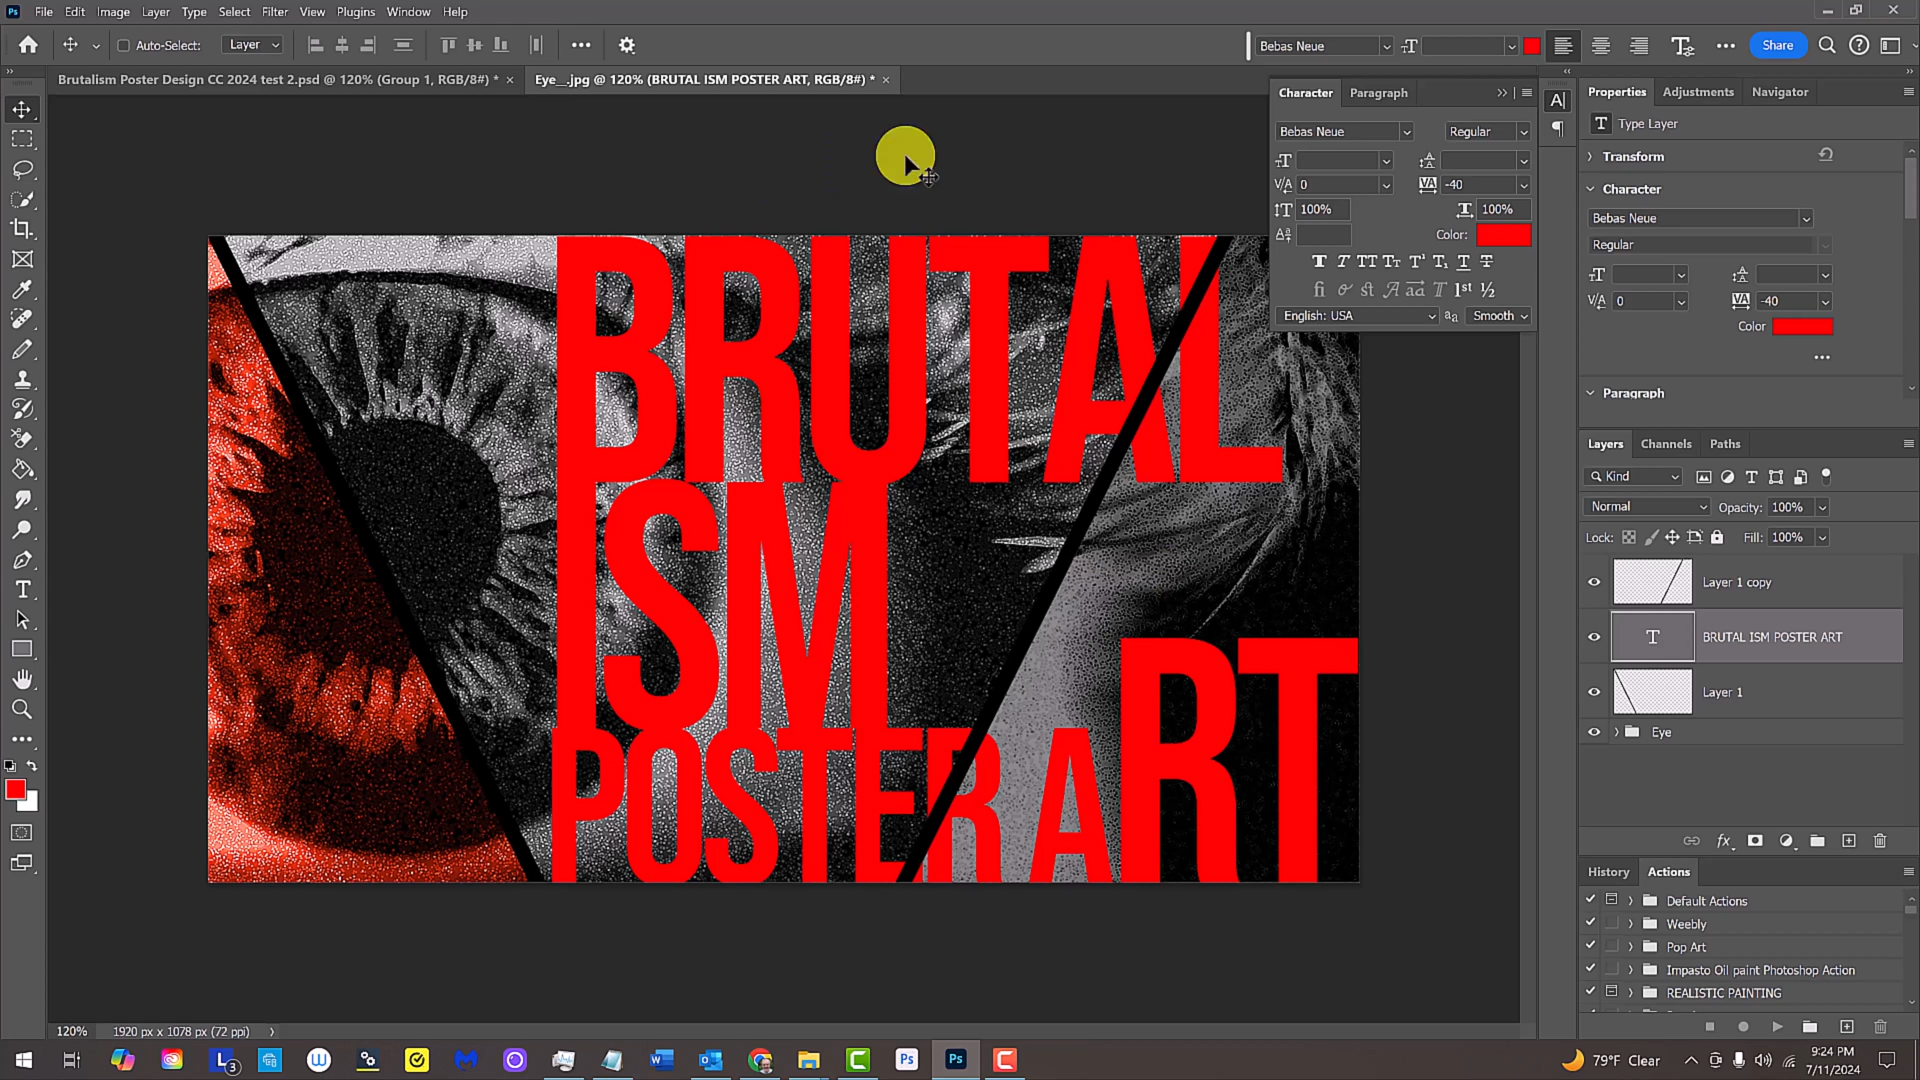 File Edit Image Layer Type Select Filter View Plugins Window Help
Auto-Select: Layer Bebas Neue Share
Brutalism Poster Design CC 2024 test 2.psd @ 120% (Group 1, RGB/8#) * Eye__.jpg @ 120% (BRUTAL ISM POSTER ART, RGB/8#) *
Character Paragraph
Bebas Neue Regular
0 -40
100% 100%
Color:
English: USA Smooth
Properties Adjustments Navigator
Type Layer
Transform
Character
Bebas Neue
Regular
0 -40
Color
Paragraph
BRUTAL
ISM
POSTER ART
Layers Channels Paths
Kind
Normal Opacity: 100%
Lock: Fill: 100%
Layer 1 copy
BRUTAL ISM POSTER ART
Layer 1
Eye
History Actions
Default Actions
Weebly
Pop Art
Impasto Oil paint Photoshop Action
REALISTIC PAINTING
120% 1920 px x 1078 px (72 ppi)
79°F Clear
9:24 PM
7/11/2024